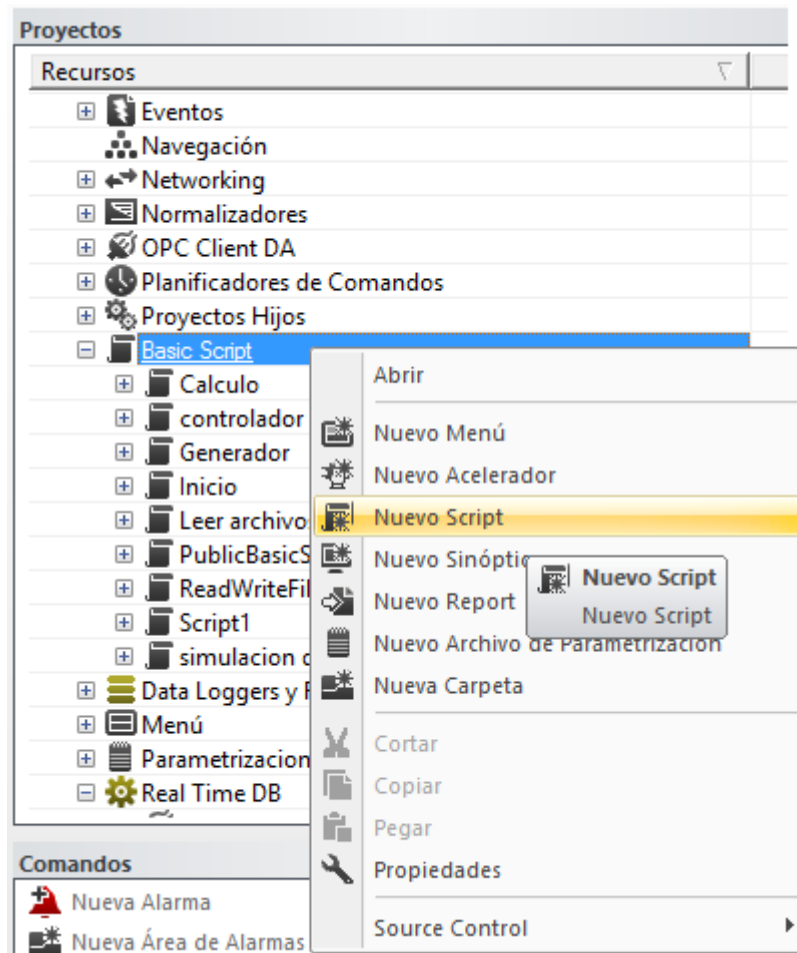 Proyectos
Recursos
Eventos
Navegación
Networking
Normalizadores
OPC Client DA
Planificadores de Comandos
Proyectos Hijos
Basic Script
Calculo
controlador
Generador
Inicio
Leer archivo
PublicBasicS
ReadWriteFil
Script1
simulacion
Data Loggers y
Menú
Parametrizacion
Real Time DB
Abrir
Nuevo Menú
Nuevo Acelerador
Nuevo Script
Nuevo Sinóptic
Nuevo Report
Nuevo Archivo de Parametrización
Nueva Carpeta
Cortar
Copiar
Pegar
Propiedades
Source Control
Nuevo Script
Nuevo Script
Comandos
Nueva Alarma
Nueva Área de Alarmas